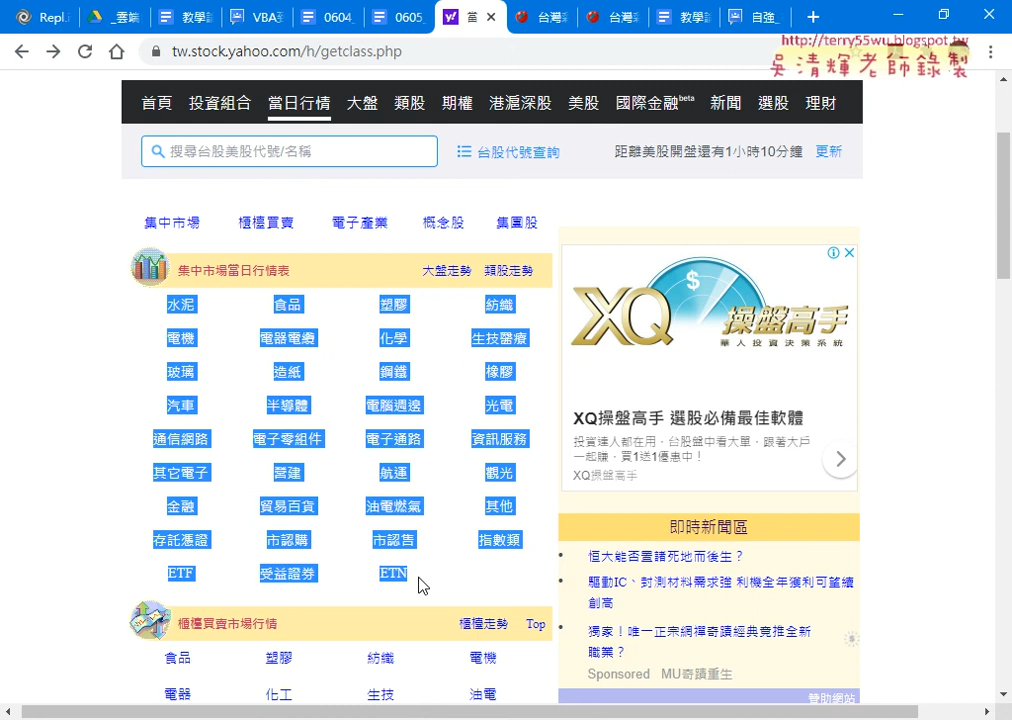 Repl.i
_雲端
教學
VBA
0604_
0605_
台灣
台灣
教學
自強_
tw.stock.yahoo.com/h/getclass.php
http://terry55wu.blogspot.tw
吳清輝老師錄製
首頁 投資組合 當日行情 大盤 類股 期權 港滬深股 美股 國際金融beta 新聞 選股 理財
搜尋台股美股代號/名稱
台股代號查詢
距離美股開盤還有1小時10分鐘 更新
集中市場 櫃檯買賣 電子產業 概念股 集團股
集中市場當日行情表 大盤走勢 類股走勢
水泥 食品 塑膠 紡織
電機 電器電纜 化學 生技醫療
玻璃 造紙 鋼鐵 橡膠
汽車 半導體 電腦週邊 光電
通信網路 電子零組件 電子通路 資訊服務
其它電子 營建 航運 觀光
金融 貿易百貨 油電燃氣 其他
存託憑證 市認購 市認售 指數類
ETF 受益證券 ETN
櫃檯買賣市場行情 櫃檯走勢 Top
食品 塑膠 紡織 電機
電器 化工 生技 油電
XQ操盤高手
華人投資決策系統
XQ操盤高手 選股必備最佳軟體
投資達人都在用，台股盤中看大單，跟著大戶
一起賺，買1送1優惠中！
XQ操盤高手
即時新聞區
恒大能否置諸死地而後生？
驅動IC、封測材料需求強 利機全年獲利可望續
創高
獨家！唯一正宗網禪奇蹟經典竟推全新
職業？
Sponsored MU奇蹟重生
贊助網站